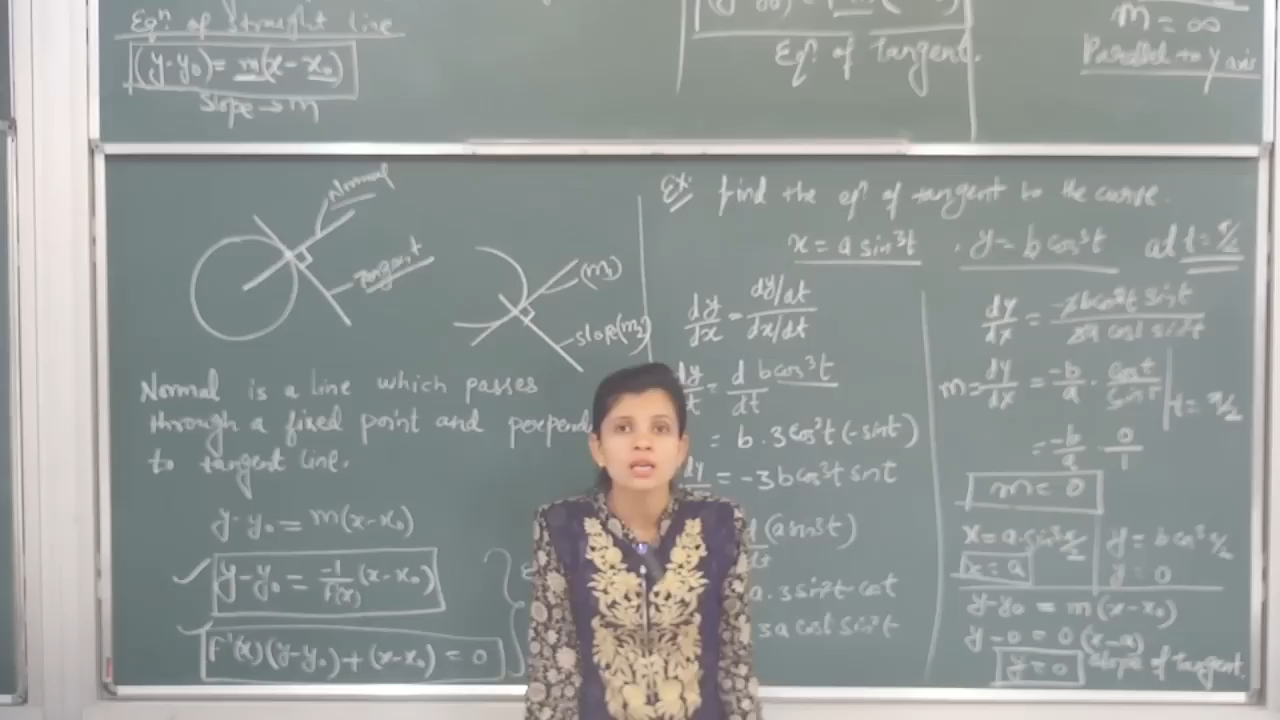 Eqn. of Straight line
(y-y₀) = m(x-x₀)
Slope → m
Eqn. of tangent.
m = ∞
Parallel to y axis
Normal
Tangent
(m₁)
slope(m₂)
Normal is a line which passes
through a fixed point and
to tangent line.
y-y₀ = m(x-x₀)
y-y₀ = -1/f'(x) (x-x₀)
f'(x)(y-y₀)+(x-x₀) = 0
Ex: find the eqn of tangent to the curve.
x = a sin³t , y = b cos³t at t = π/2
dy/dx = dy/dt / dx/dt
= d/dt b cos³t
= b.3cos²t(-sint)
= -3b cos²t sint
(a sin³t)
a.3 sin²t cost
3a cost sin²t
dy/dx = -3b cos²t sint / 3a cost sin²t
m = dy/dx = -b/a . cost/sint | t = π/2
= -b/a 0/1
m = 0
x = a sin³π/2
x = a
y = b cos³π/2
y = 0
y-y₀ = m(x-x₀)
y-0 = 0(x-a)
y = 0
Slope of tangent.